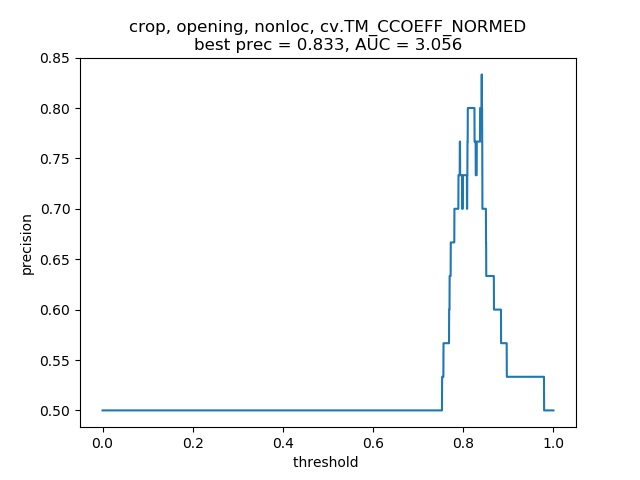 crop, opening, nonloc, cv.TM_CCOEFF_NORMED
best prec = 0.833, AUC = 3.056
0.85
0.80
0.75
0.70
0.65
0.60
0.55
0.50
precision
0.0 0.2 0.4 0.6 0.8 1.0
threshold